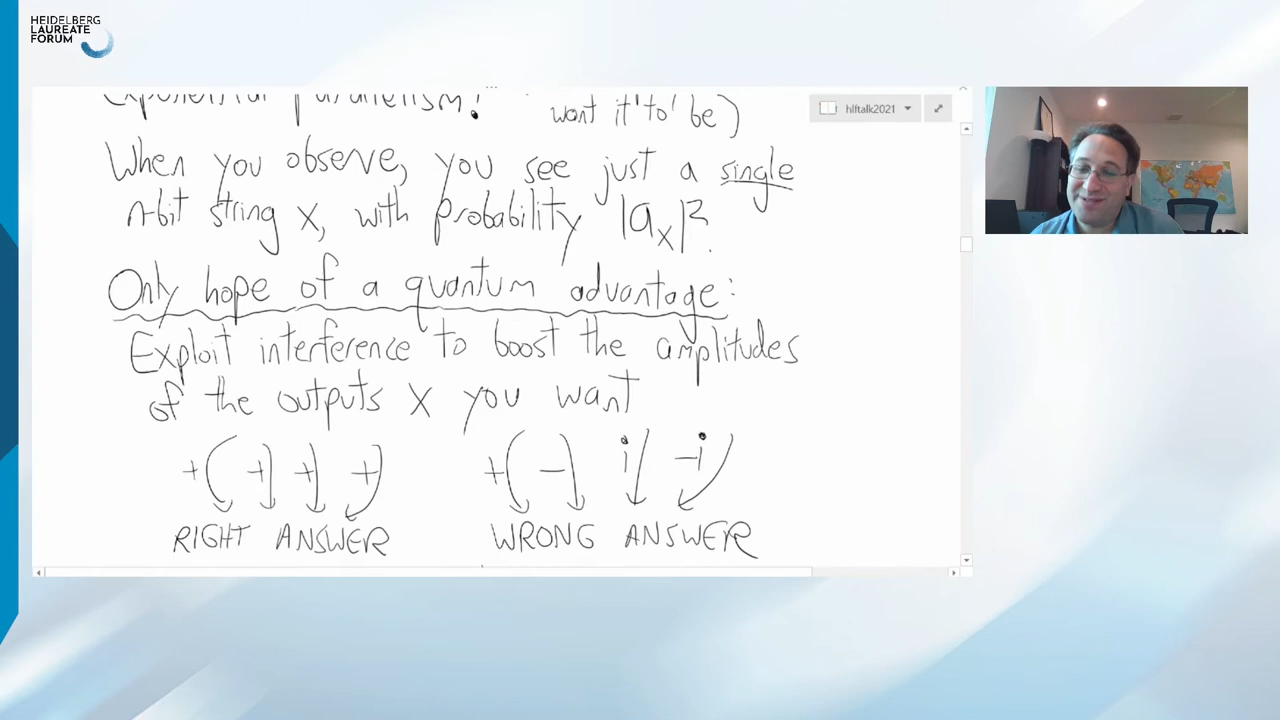 HEIDELBERG
LAUREATE
FORUM
want it to be)
hlftalk2021
When you observe, you see just a single
n-bit string x, with probability |aₓ|².
Only hope of a quantum advantage:
Exploit interference to boost the amplitudes
of the outputs x you want
+ + + +
+ − i −i
RIGHT ANSWER
WRONG ANSWER